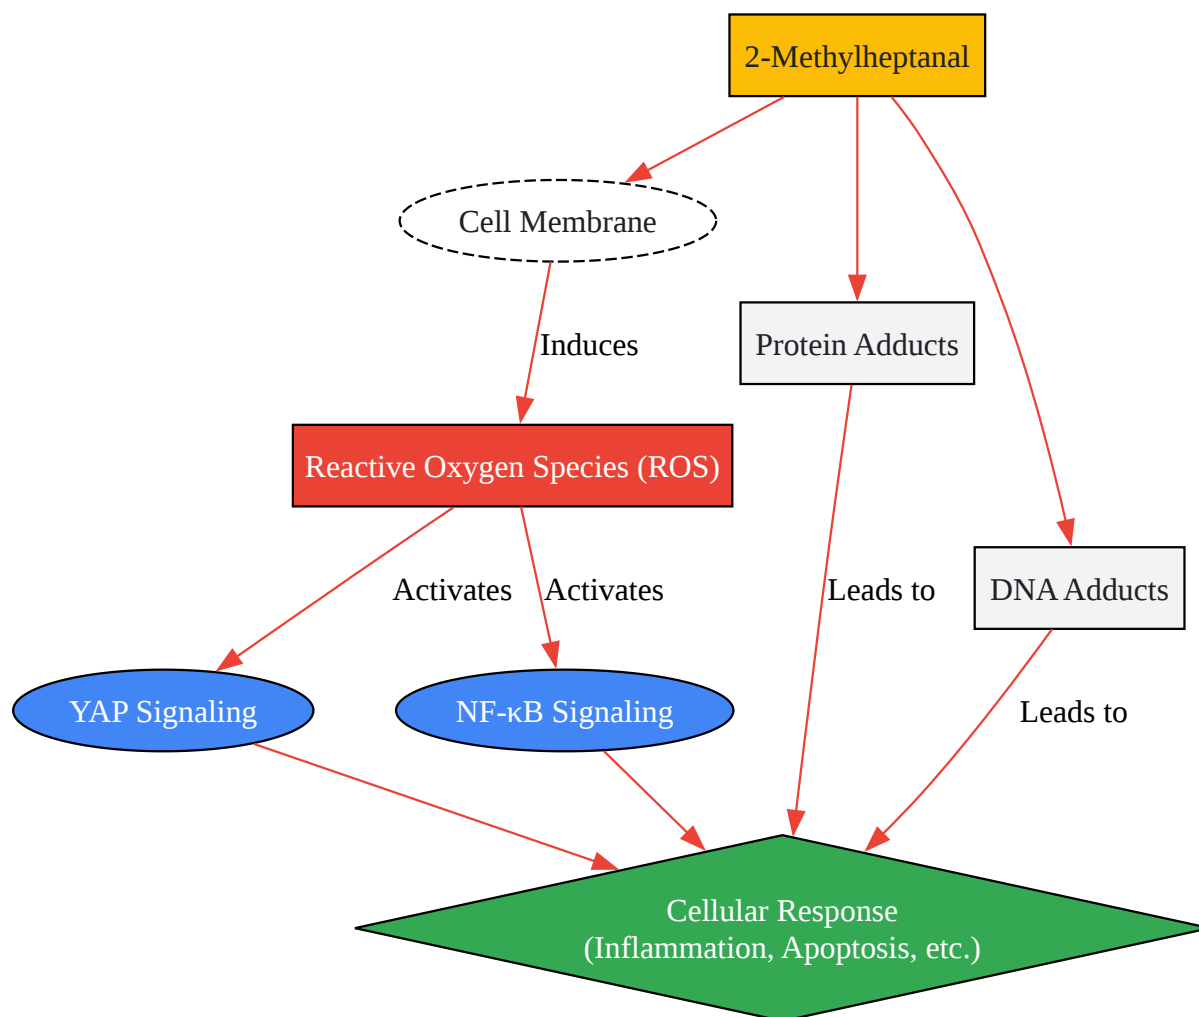 2-Methylheptanal
Cell Membrane
Induces
Protein Adducts
Reactive Oxygen Species (ROS)
Activates
Activates
Leads to
DNA Adducts
YAP Signaling
NF-κB Signaling
Leads to
Cellular Response
(Inflammation, Apoptosis, etc.)